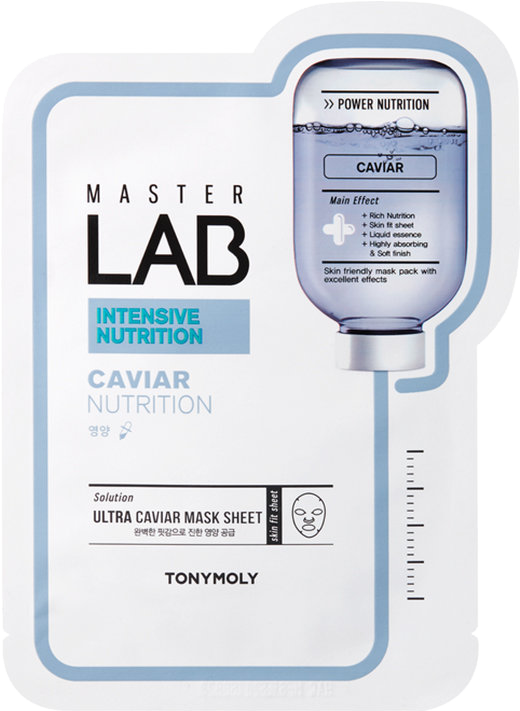 >> POWER NUTRITION
CAVIAR
Main Effect
+ Rich Nutrition
+ Skin fit sheet
+ Liquid essence
+ Highly absorbing
& Soft finish
Skin friendly mask pack with
excellent effects
MASTER
LAB
INTENSIVE
NUTRITION
CAVIAR
NUTRITION
영양
Solution
ULTRA CAVIAR MASK SHEET
완벽한 핏감으로 진한 영양 공급
skin fit sheet
TONYMOLY